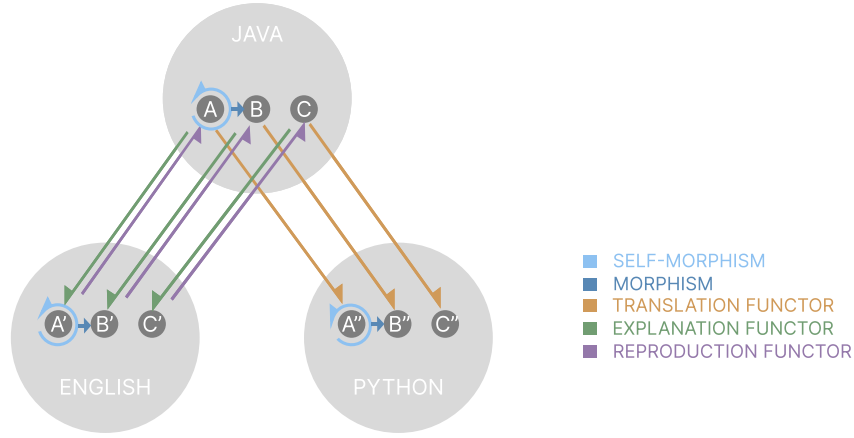 JAVA
A B C
A’ B’ C’
A’’ B’’ C’’
ENGLISH
PYTHON
SELF-MORPHISM
MORPHISM
TRANSLATION FUNCTOR
EXPLANATION FUNCTOR
REPRODUCTION FUNCTOR